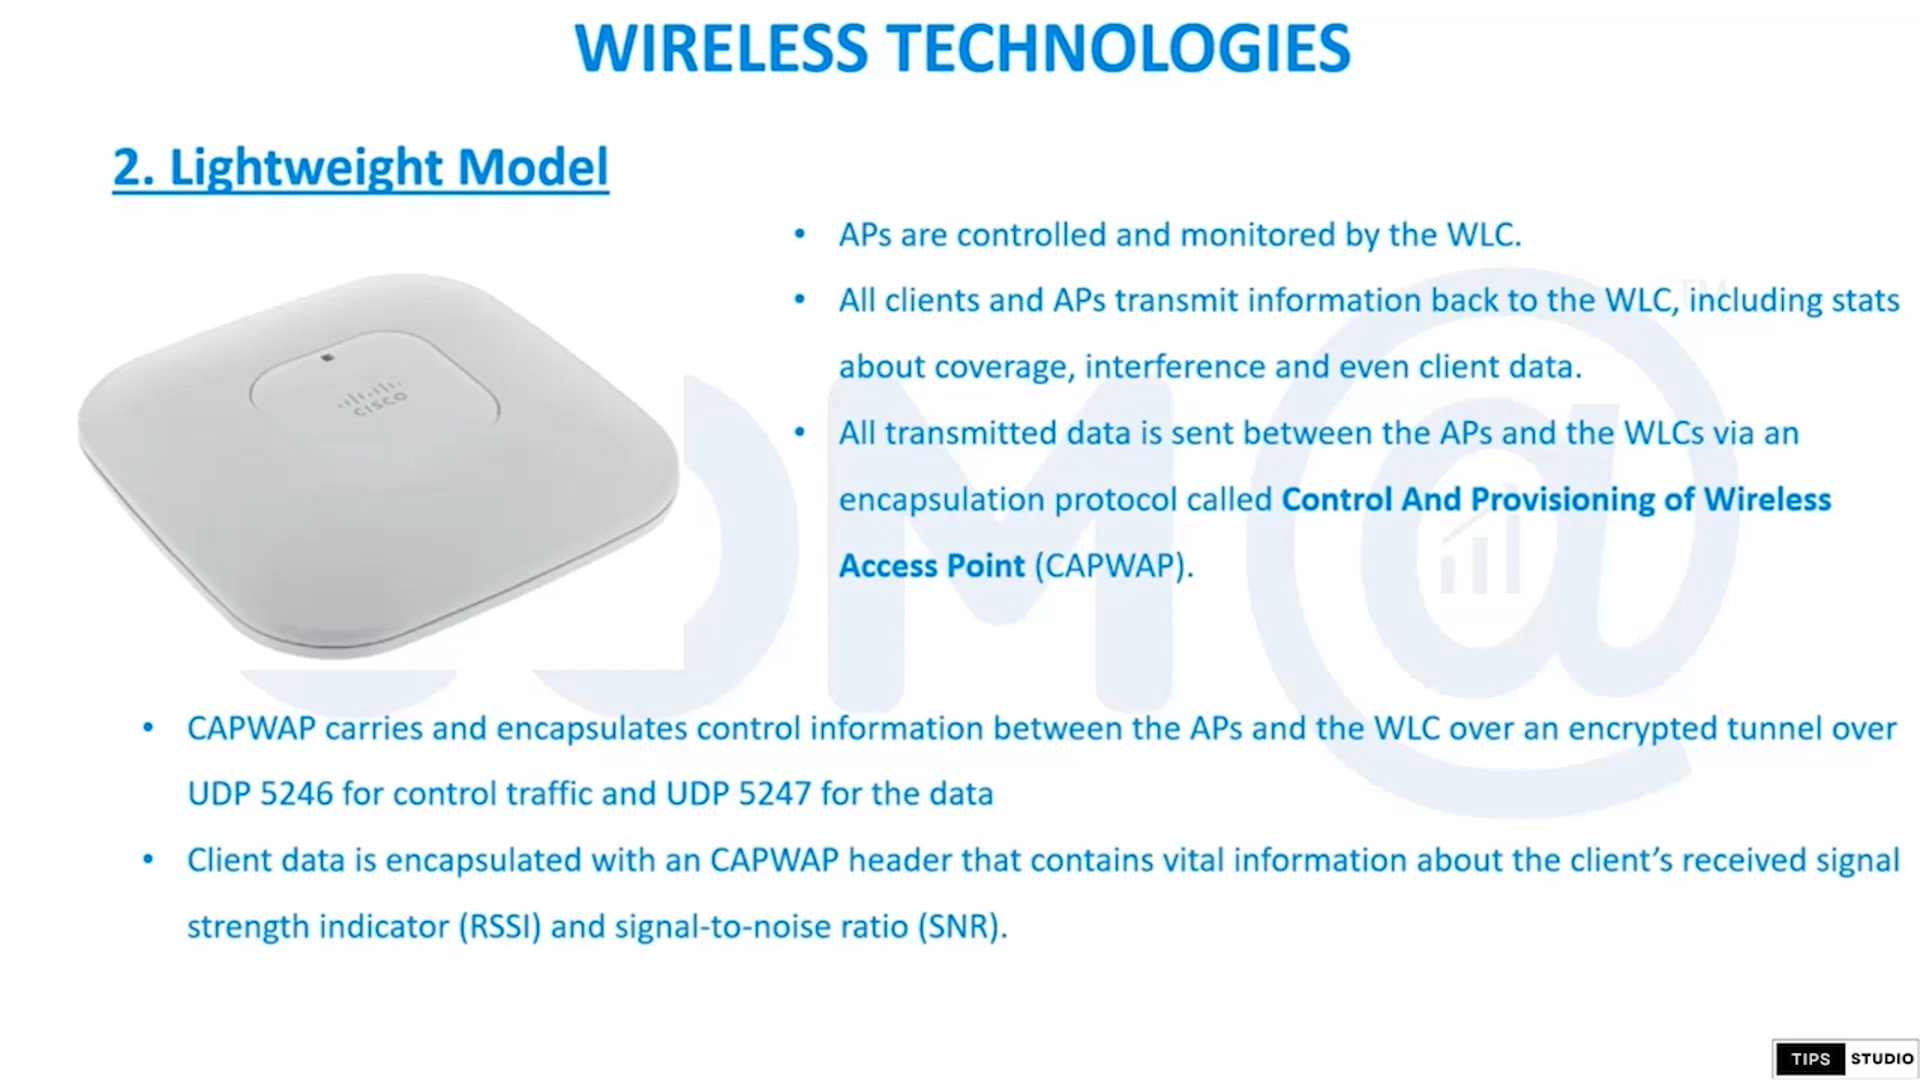 WIRELESS TECHNOLOGIES
2. Lightweight Model
• APs are controlled and monitored by the WLC.
• All clients and APs transmit information back to the WLC, including stats
about coverage, interference and even client data.
• All transmitted data is sent between the APs and the WLCs via an
encapsulation protocol called Control And Provisioning of Wireless
Access Point (CAPWAP).
CISCO
TM
M@
• CAPWAP carries and encapsulates control information between the APs and the WLC over an encrypted tunnel over
UDP 5246 for control traffic and UDP 5247 for the data
• Client data is encapsulated with an CAPWAP header that contains vital information about the client’s received signal
strength indicator (RSSI) and signal-to-noise ratio (SNR).
TIPS STUDIO